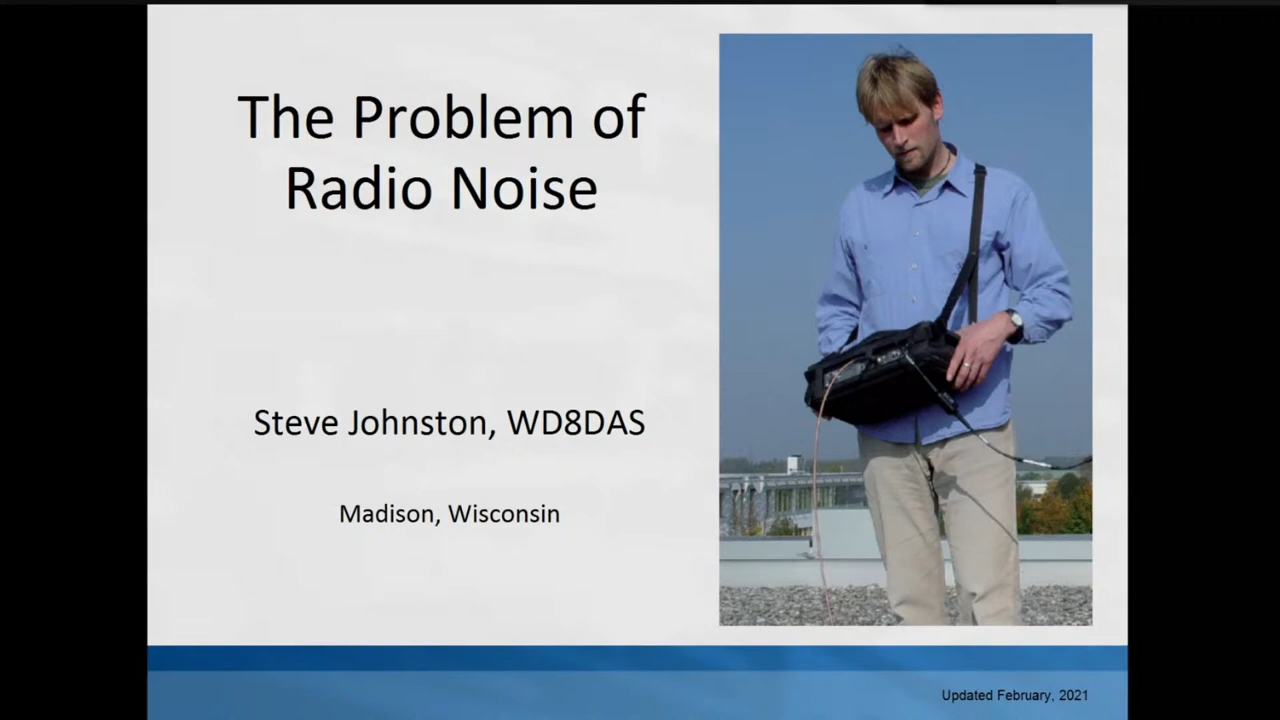 The Problem of
Radio Noise
Steve Johnston, WD8DAS
Madison, Wisconsin
Updated February, 2021